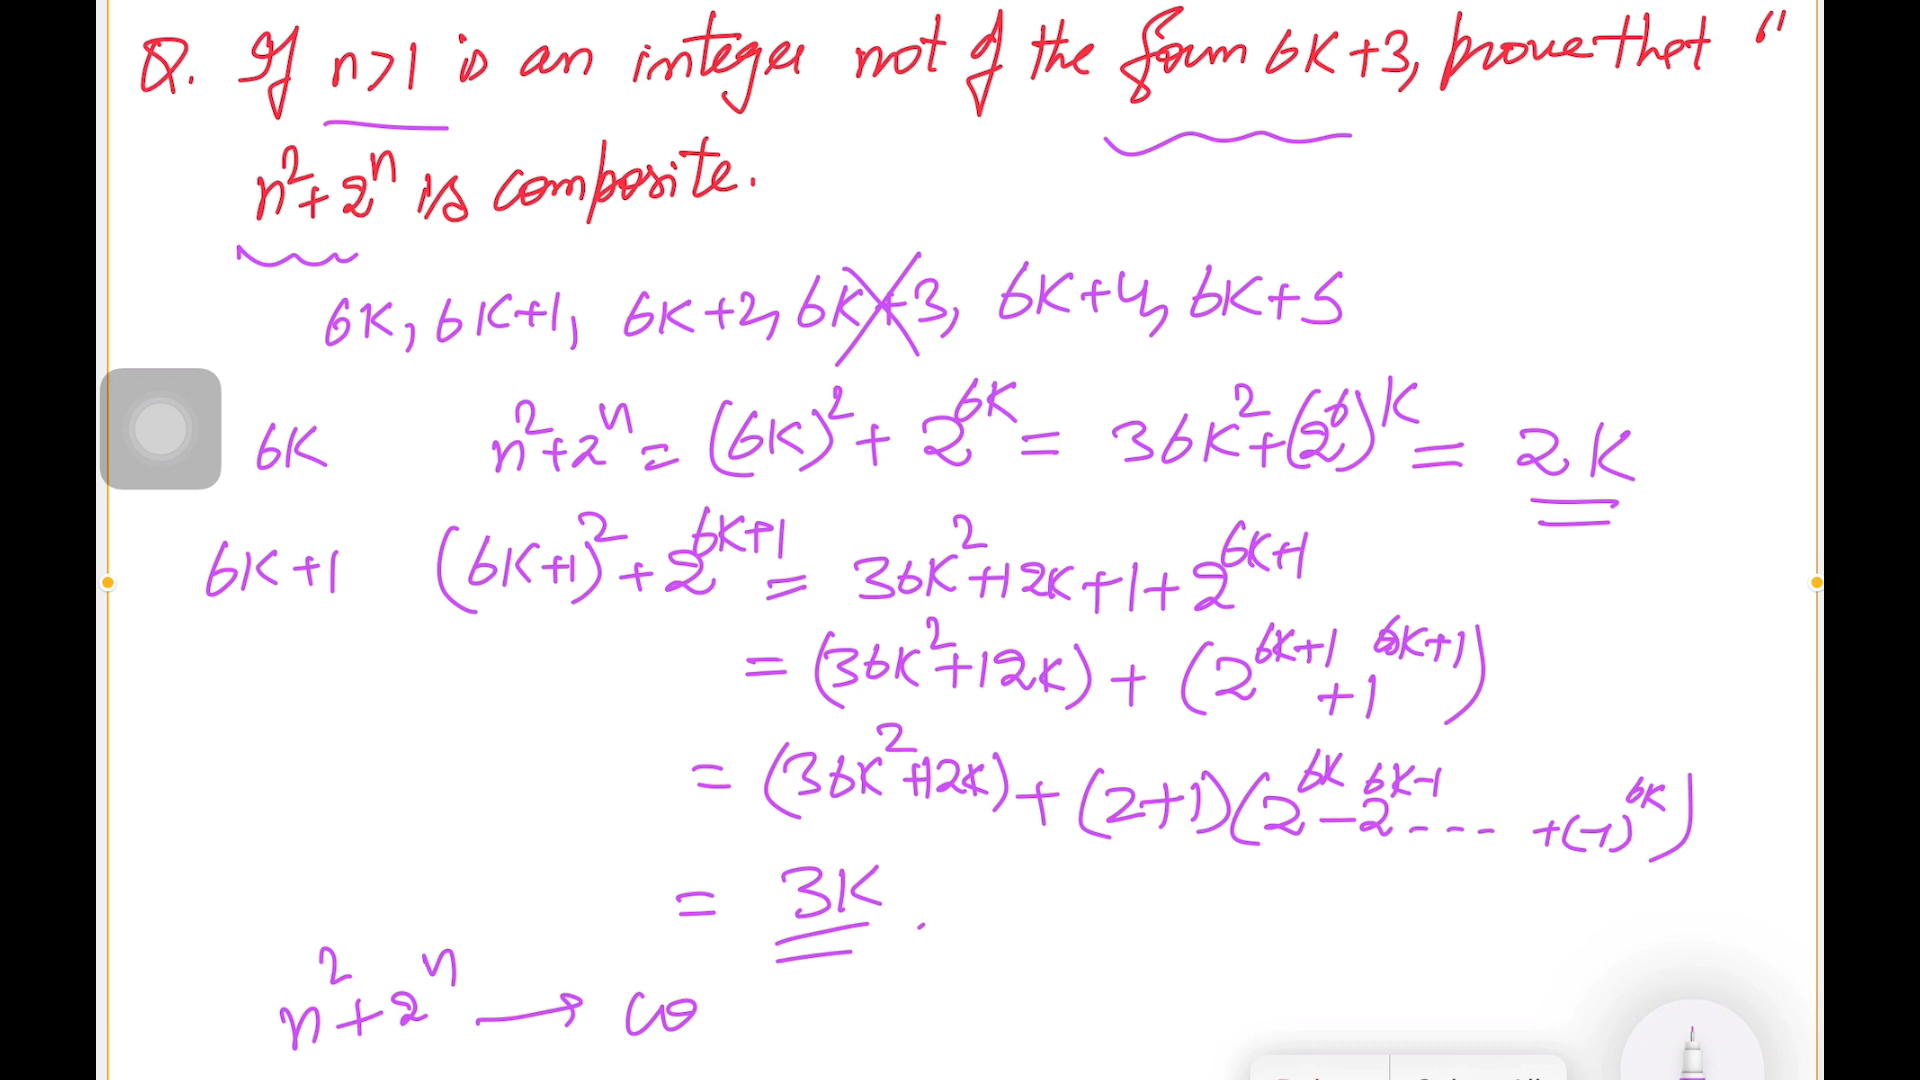 Q. If n>1 is an integer not of the form 6K+3, prove that "
n²+2ⁿ is composite.
6K, 6K+1, 6K+2, 6K+3, 6K+4, 6K+5
6K n²+2ⁿ = (6K)²+ 2^6K = 36K²+(2⁶)^K = 2K
6K+1 (6K+1)²+2^6K+1 = 36K²+12K+1+2^6K+1
= (36K²+12K) + (2^6K+1 +1^6K+1)
= (36K²+12K)+(2+1)(2^6K-2^6K-1---- +(-1)^6K)
= 3K .
n²+2ⁿ → co